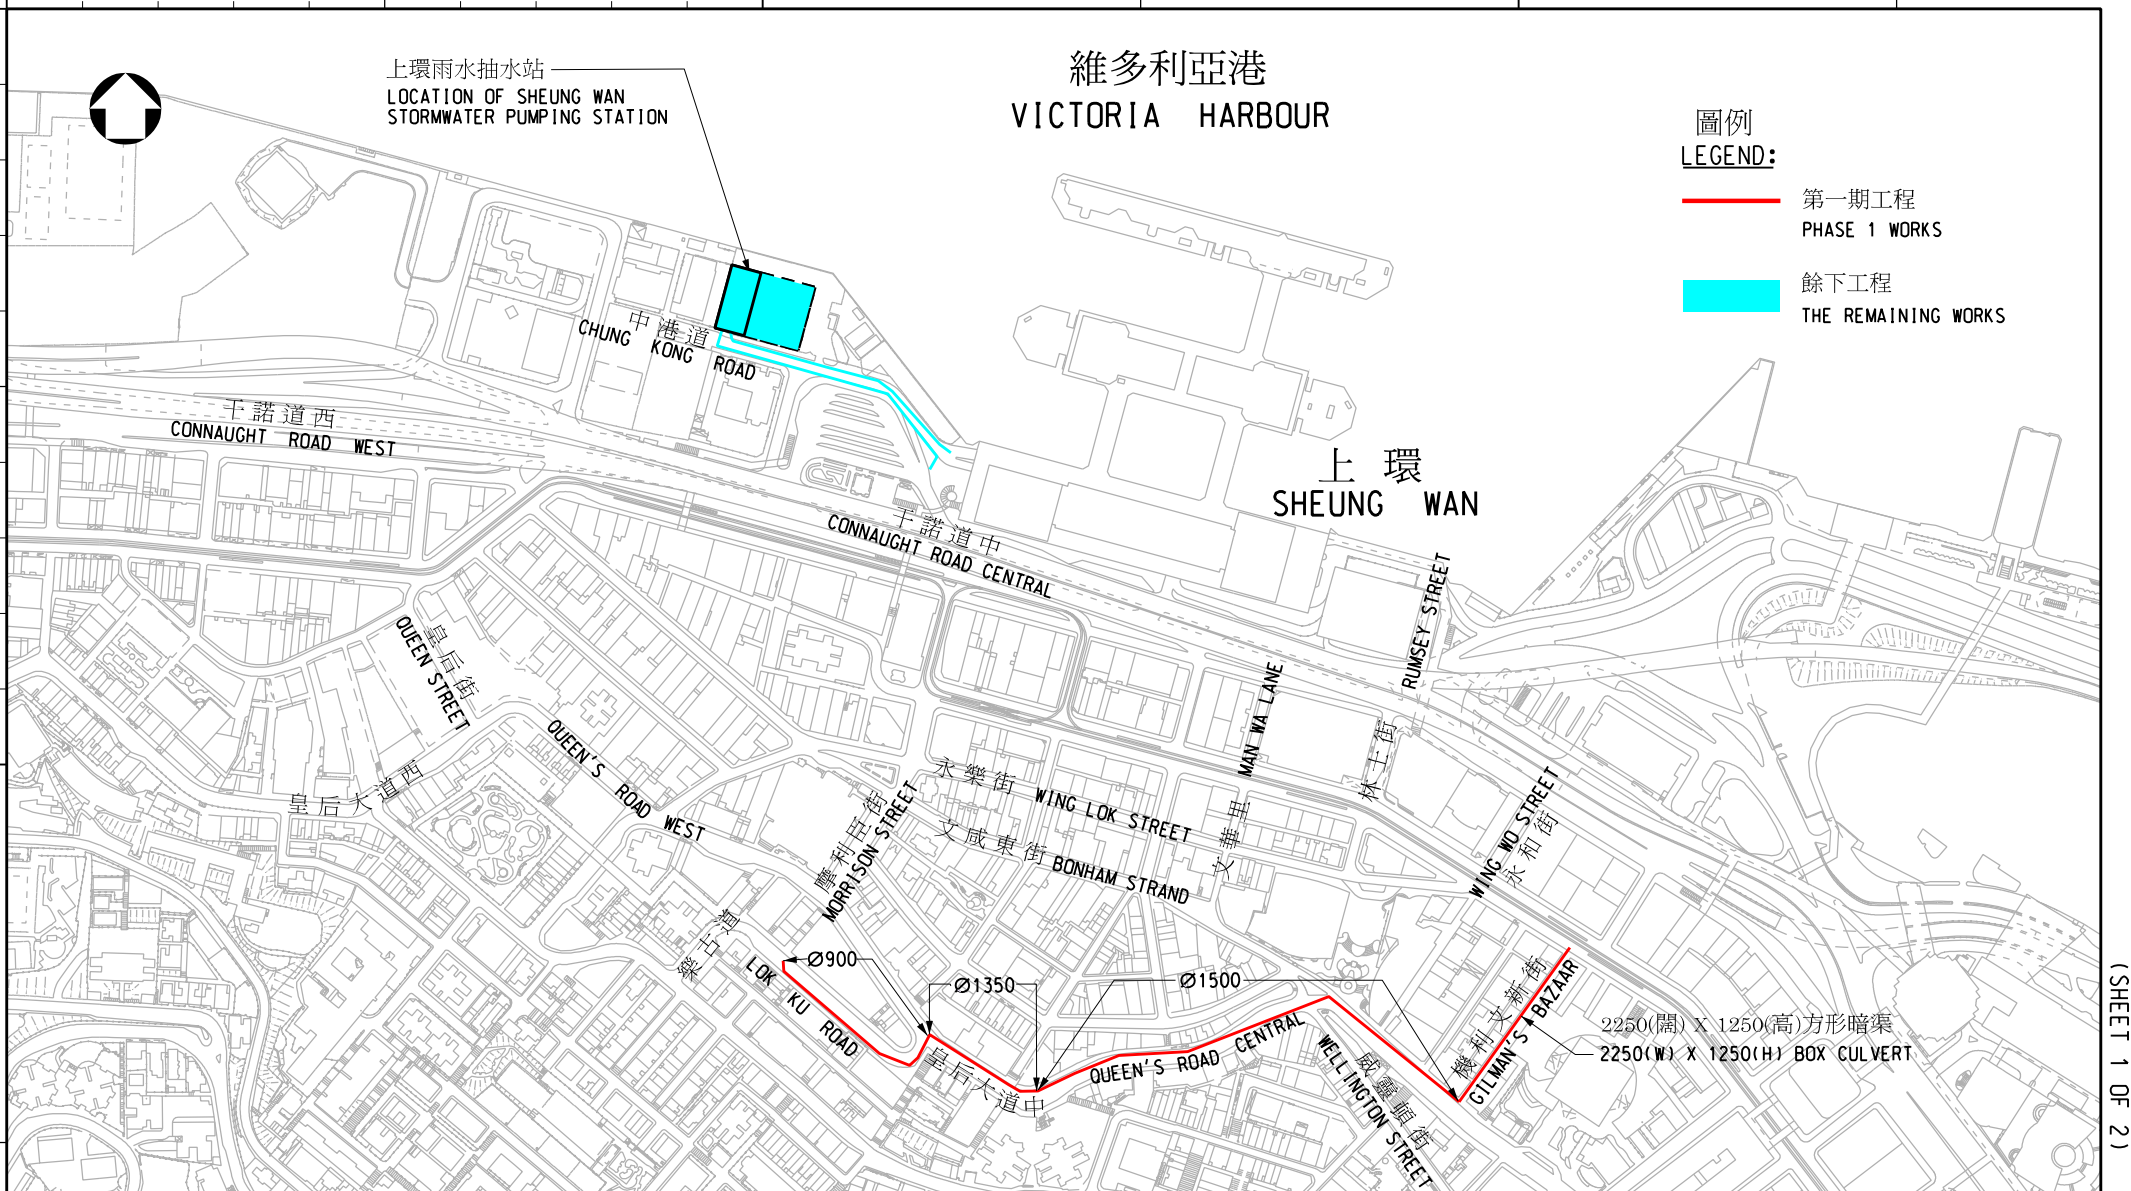 上環雨水抽水站
LOCATION OF SHEUNG WAN
STORMWATER PUMPING STATION
維多利亞港
VICTORIA HARBOUR
圖例
LEGEND:
第一期工程
PHASE 1 WORKS
餘下工程
THE REMAINING WORKS
中港道
CHUNG KONG ROAD
干諾道西
CONNAUGHT ROAD WEST
上環
SHEUNG WAN
干諾道中
CONNAUGHT ROAD CENTRAL
RUMSEY STREET
皇后街
QUEEN STREET
MAN WA LANE
林士街
QUEEN'S ROAD WEST
皇后大道西
永樂街
WING LOK STREET
文咸東街
BONHAM STRAND
文華里
摩利臣街
MORRISON STREET
WING WO STREET
永和街
樂古道
LOK KU ROAD
Ø900
Ø1350
Ø1500
皇后大道中
QUEEN'S ROAD CENTRAL
威靈頓街
WELLINGTON STREET
機利文新街
GILMAN'S BAZAAR
2250(闊) X 1250(高)方形暗渠
2250(W) X 1250(H) BOX CULVERT
(SHEET 1 OF 2)